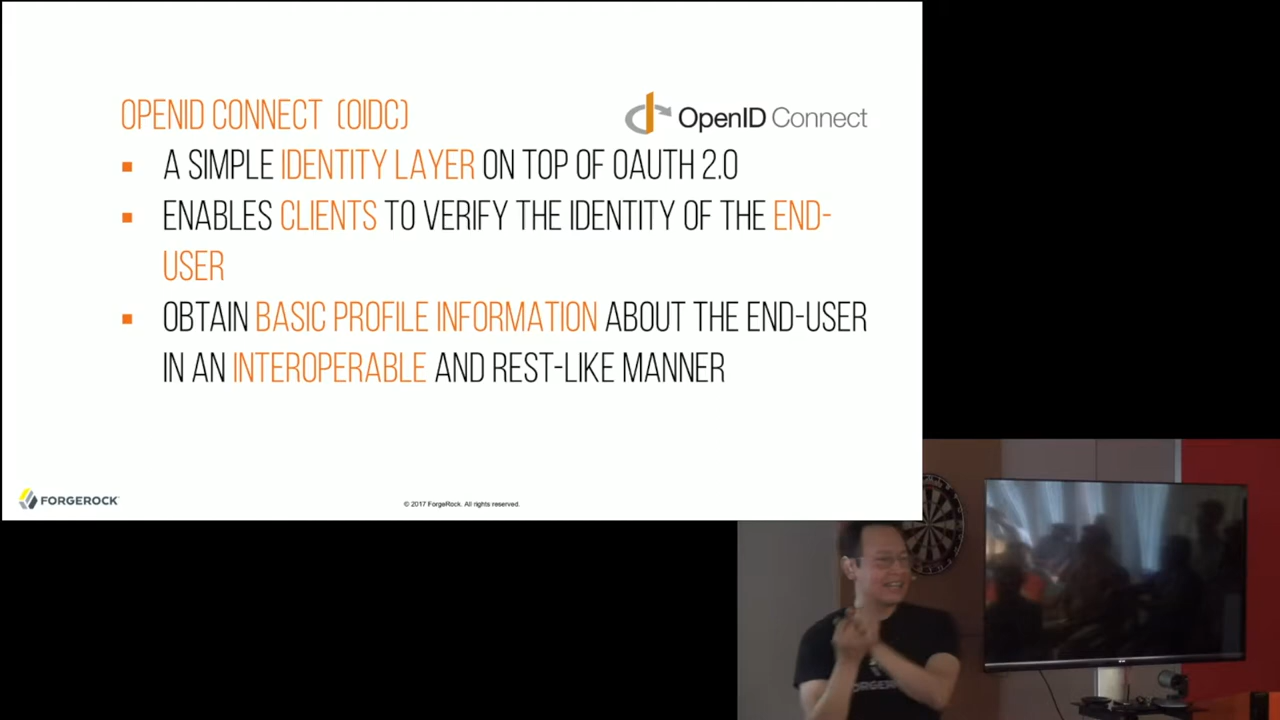 OPENID CONNECT (OIDC)
OpenID Connect
▪ A SIMPLE IDENTITY LAYER ON TOP OF OAUTH 2.0
▪ ENABLES CLIENTS TO VERIFY THE IDENTITY OF THE END-
USER
▪ OBTAIN BASIC PROFILE INFORMATION ABOUT THE END-USER
IN AN INTEROPERABLE AND REST-LIKE MANNER
FORGEROCK
© 2017 ForgeRock. All rights reserved.